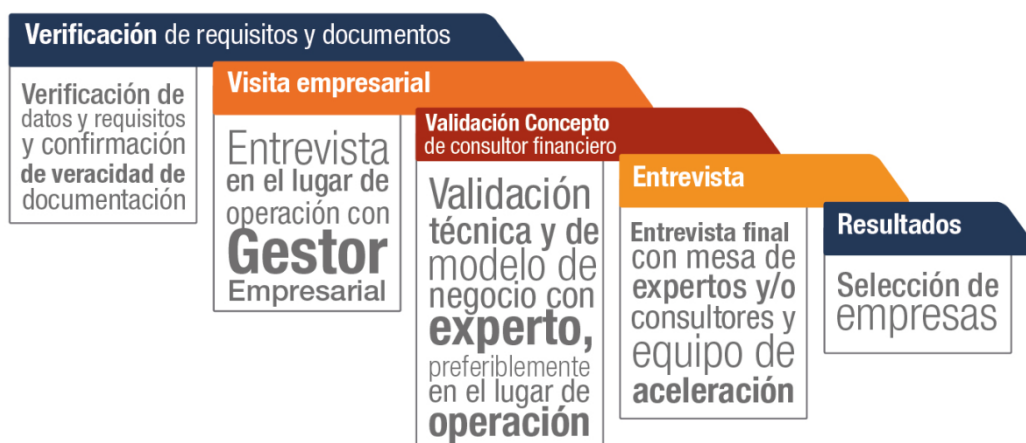 Verificación de requisitos y documentos
Verificación de
datos y requisitos
y confirmación
de veracidad de
documentación
Visita empresarial
Entrevista
en el lugar de
operación con
Gestor
Empresarial
Validación Concepto
de consultor financiero
Validación
técnica y de
modelo de
negocio con
experto,
preferiblemente
en el lugar de
operación
Entrevista
Entrevista final
con mesa de
expertos y/o
consultores y
equipo de
aceleración
Resultados
Selección de
empresas